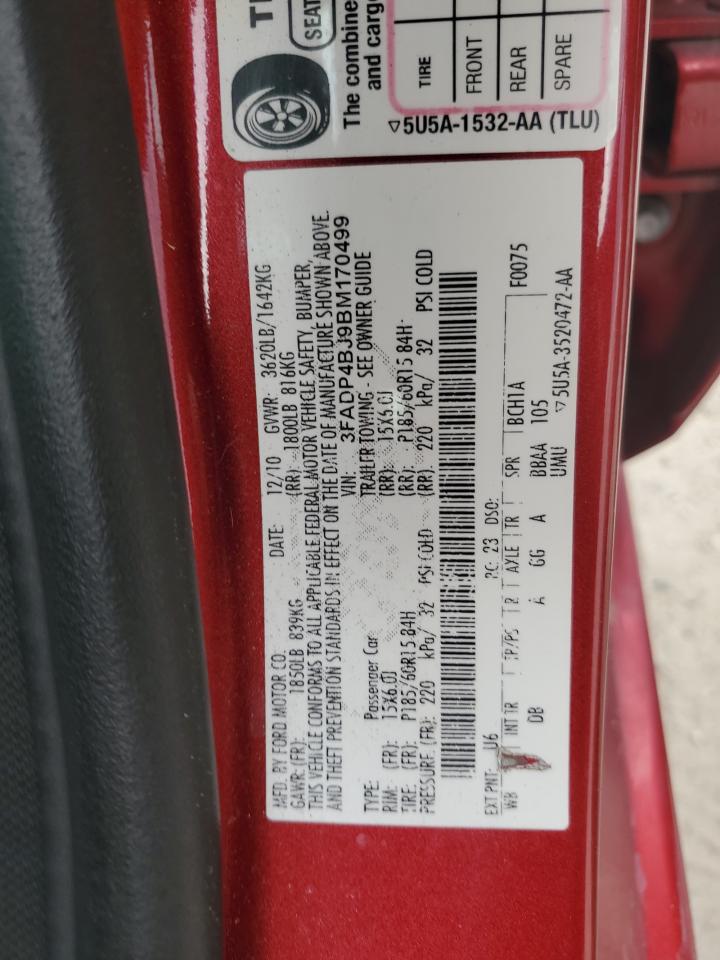 SEAT
The combine
and cargo
TIRE
FRONT
REAR
SPARE
▽5U5A-1532-AA (TLU)
MFD. BY FORD MOTOR CO.
DATE: 12/10 GVWR: 3620LB/1642KG
GAWR: (FR): 1850LB 839KG (RR): 1800LB 816KG
THIS VEHICLE CONFORMS TO ALL APPLICABLE FEDERAL MOTOR VEHICLE SAFETY, BUMPER,
AND THEFT PREVENTION STANDARDS IN EFFECT ON THE DATE OF MANUFACTURE SHOWN ABOVE.
VIN: 3FADP4BJ9BM170499
TYPE: Passenger Car TRAILER TOWING - SEE OWNER GUIDE
RIM: (FR): 15X6.0J (RR): 15X6.0J
TIRE: (FR): P185/60R15 84H (RR): P185/60R15 84H
PRESSURE (FR): 220 kPa/ 32 PSI COLD (RR): 220 kPa/ 32 PSI COLD
EXT PNT: U6 RC: 23 DSO: F0075
WB INT TR TP/PS R AXLE TR SPR BCH1A
DB A GG A BBAA 105
UMU ▽5U5A-3520472-AA